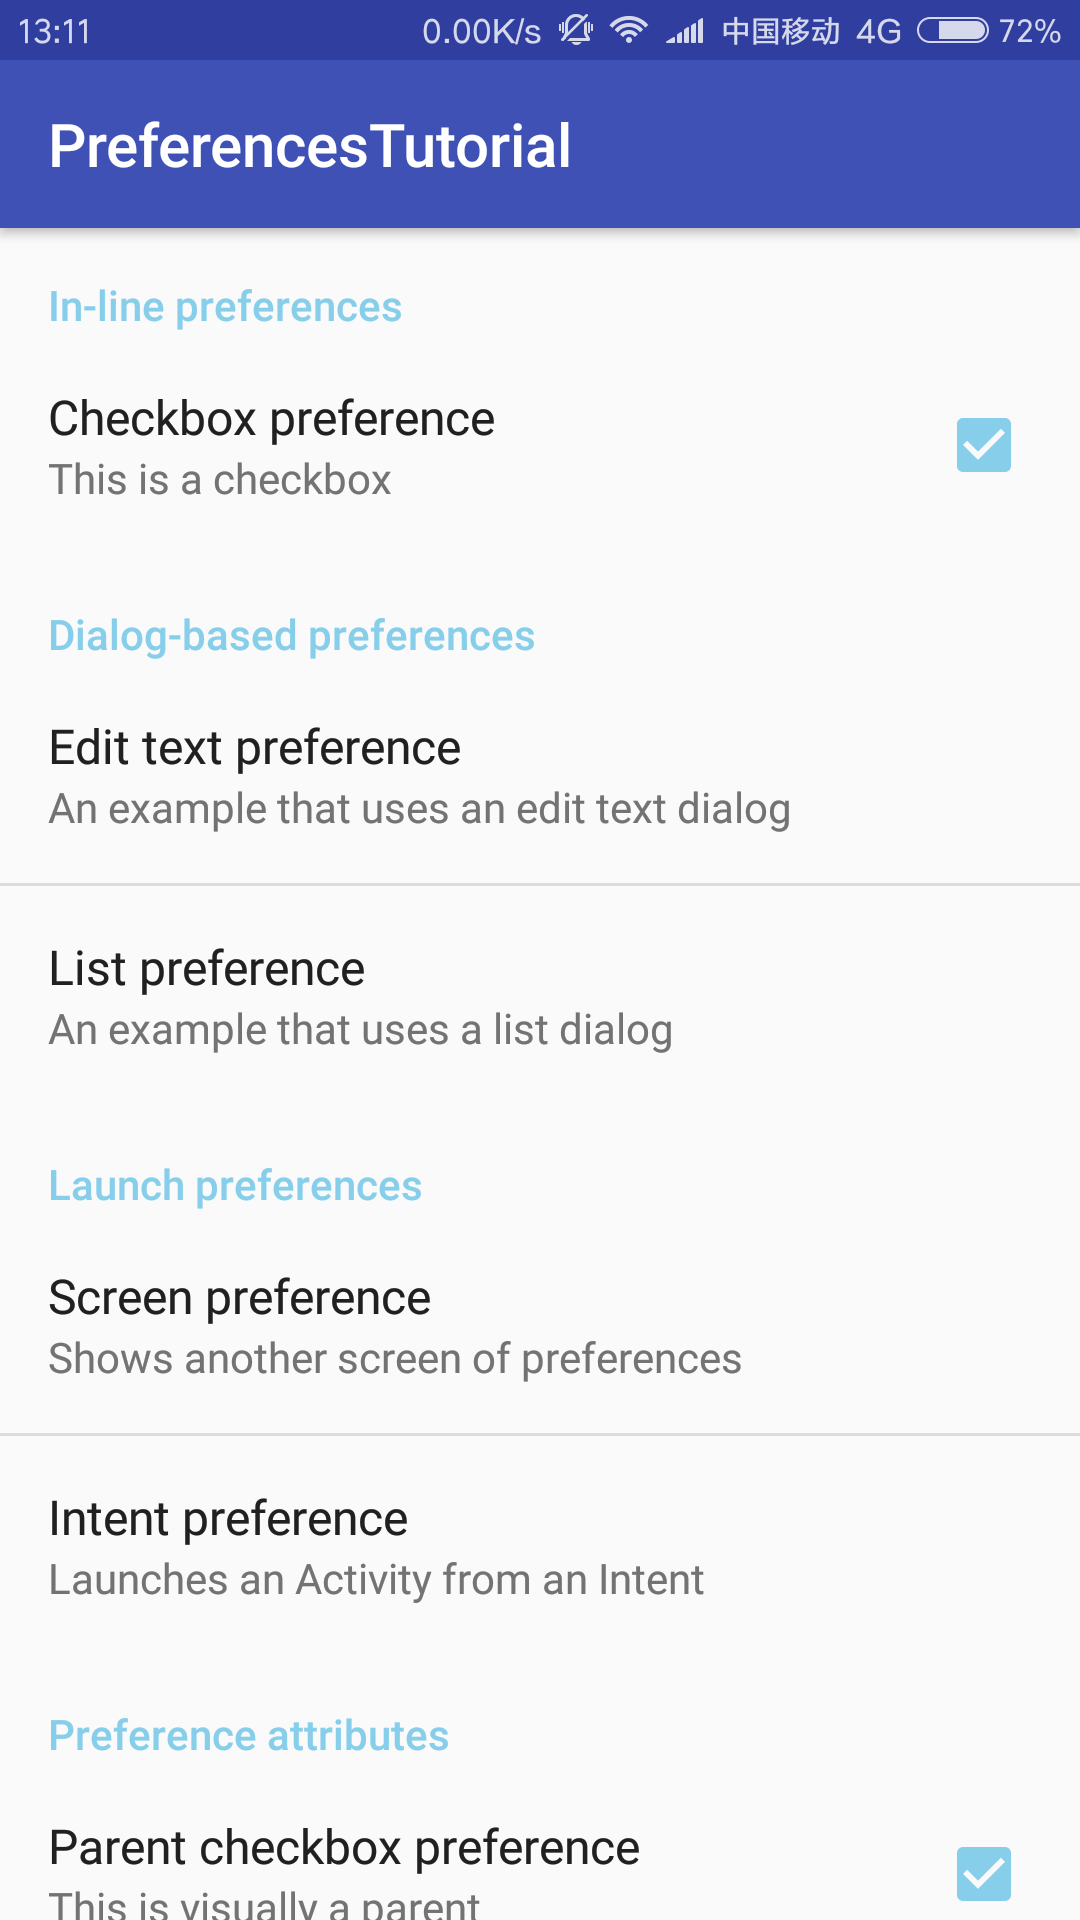 13:11 0.00K/s 中国移动 4G 72%
PreferencesTutorial
In-line preferences
Checkbox preference
This is a checkbox
Dialog-based preferences
Edit text preference
An example that uses an edit text dialog
List preference
An example that uses a list dialog
Launch preferences
Screen preference
Shows another screen of preferences
Intent preference
Launches an Activity from an Intent
Preference attributes
Parent checkbox preference
This is visually a parent